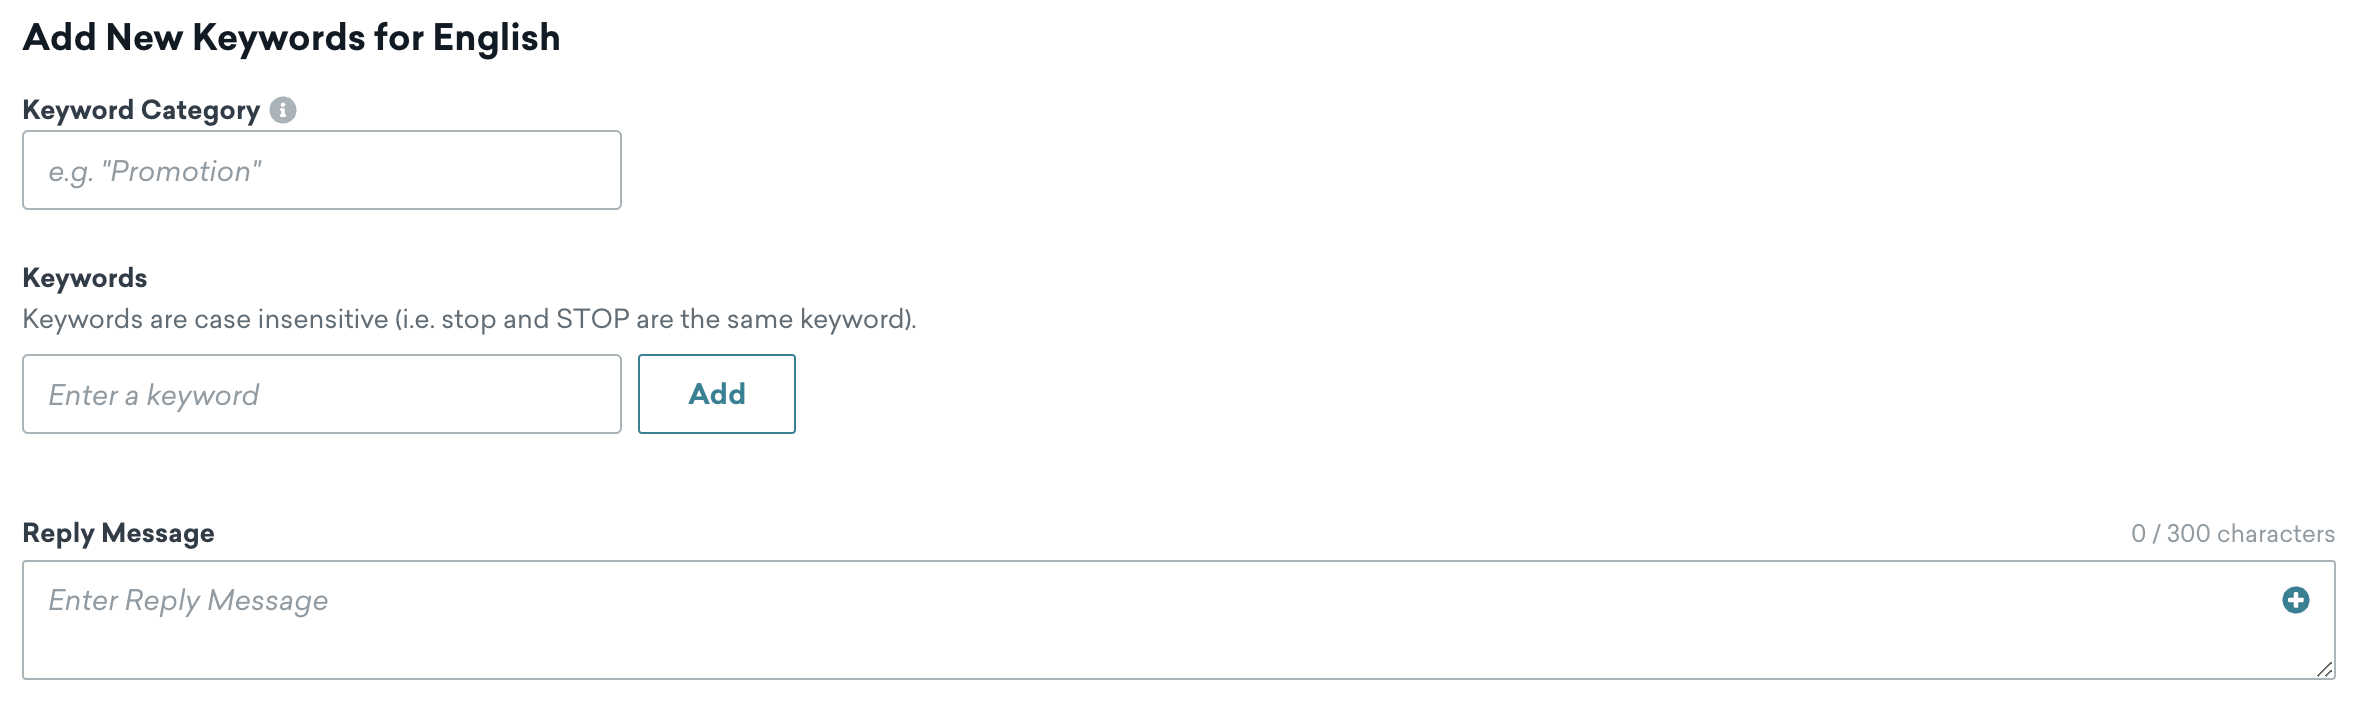 Add New Keywords for English
Keyword Category
e.g. "Promotion"
Keywords
Keywords are case insensitive (i.e. stop and STOP are the same keyword).
Enter a keyword
Add
Reply Message
0 / 300 characters
Enter Reply Message